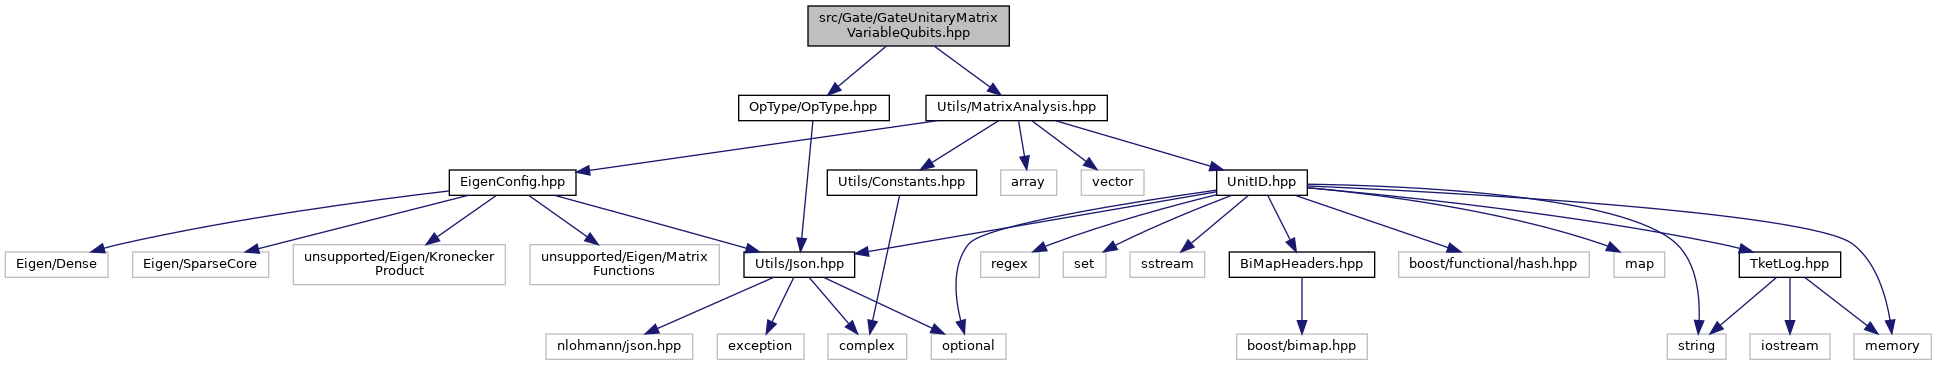 src/Gate/GateUnitaryMatrix
VariableQubits.hpp
OpType/OpType.hpp
Utils/MatrixAnalysis.hpp
EigenConfig.hpp
Utils/Constants.hpp
array
vector
UnitID.hpp
Eigen/Dense
Eigen/SparseCore
unsupported/Eigen/Kronecker
Product
unsupported/Eigen/Matrix
Functions
Utils/Json.hpp
regex
set
sstream
BiMapHeaders.hpp
boost/functional/hash.hpp
map
TketLog.hpp
nlohmann/json.hpp
exception
complex
optional
boost/bimap.hpp
string
iostream
memory